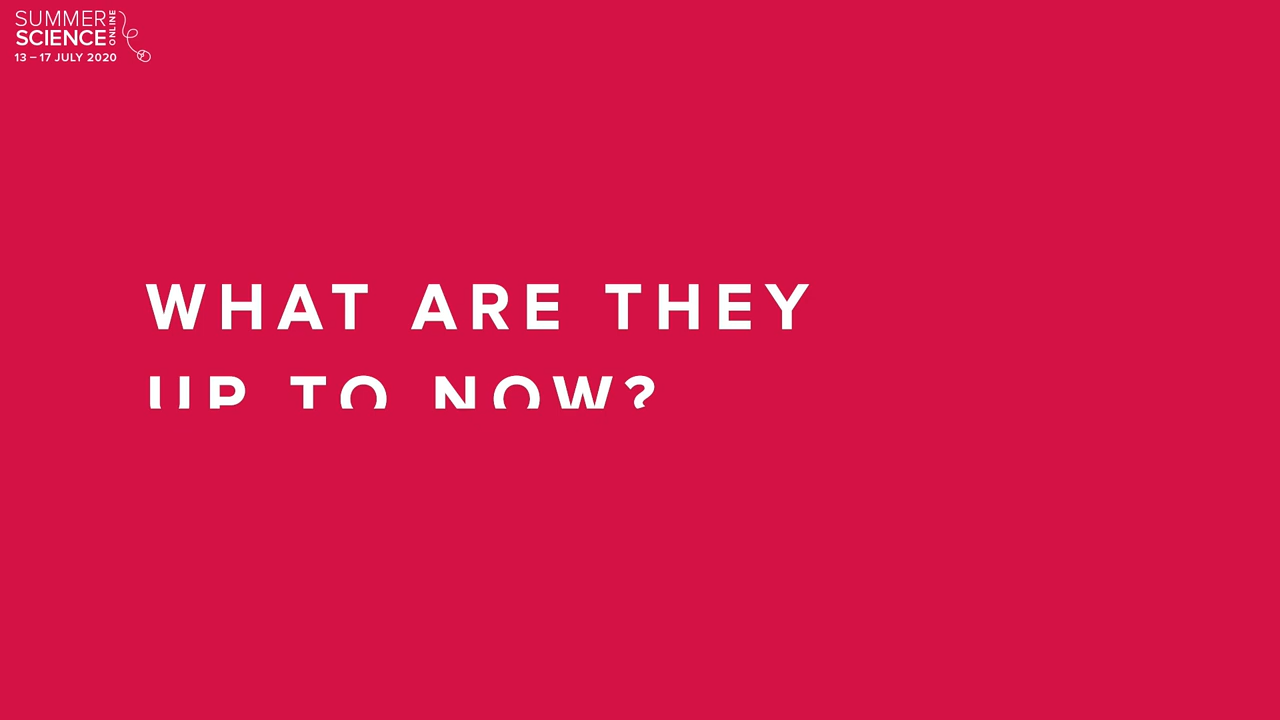 SUMMER
SCIENCE
ONLINE
13 – 17 JULY 2020
WHAT ARE THEY
UP TO NOW?